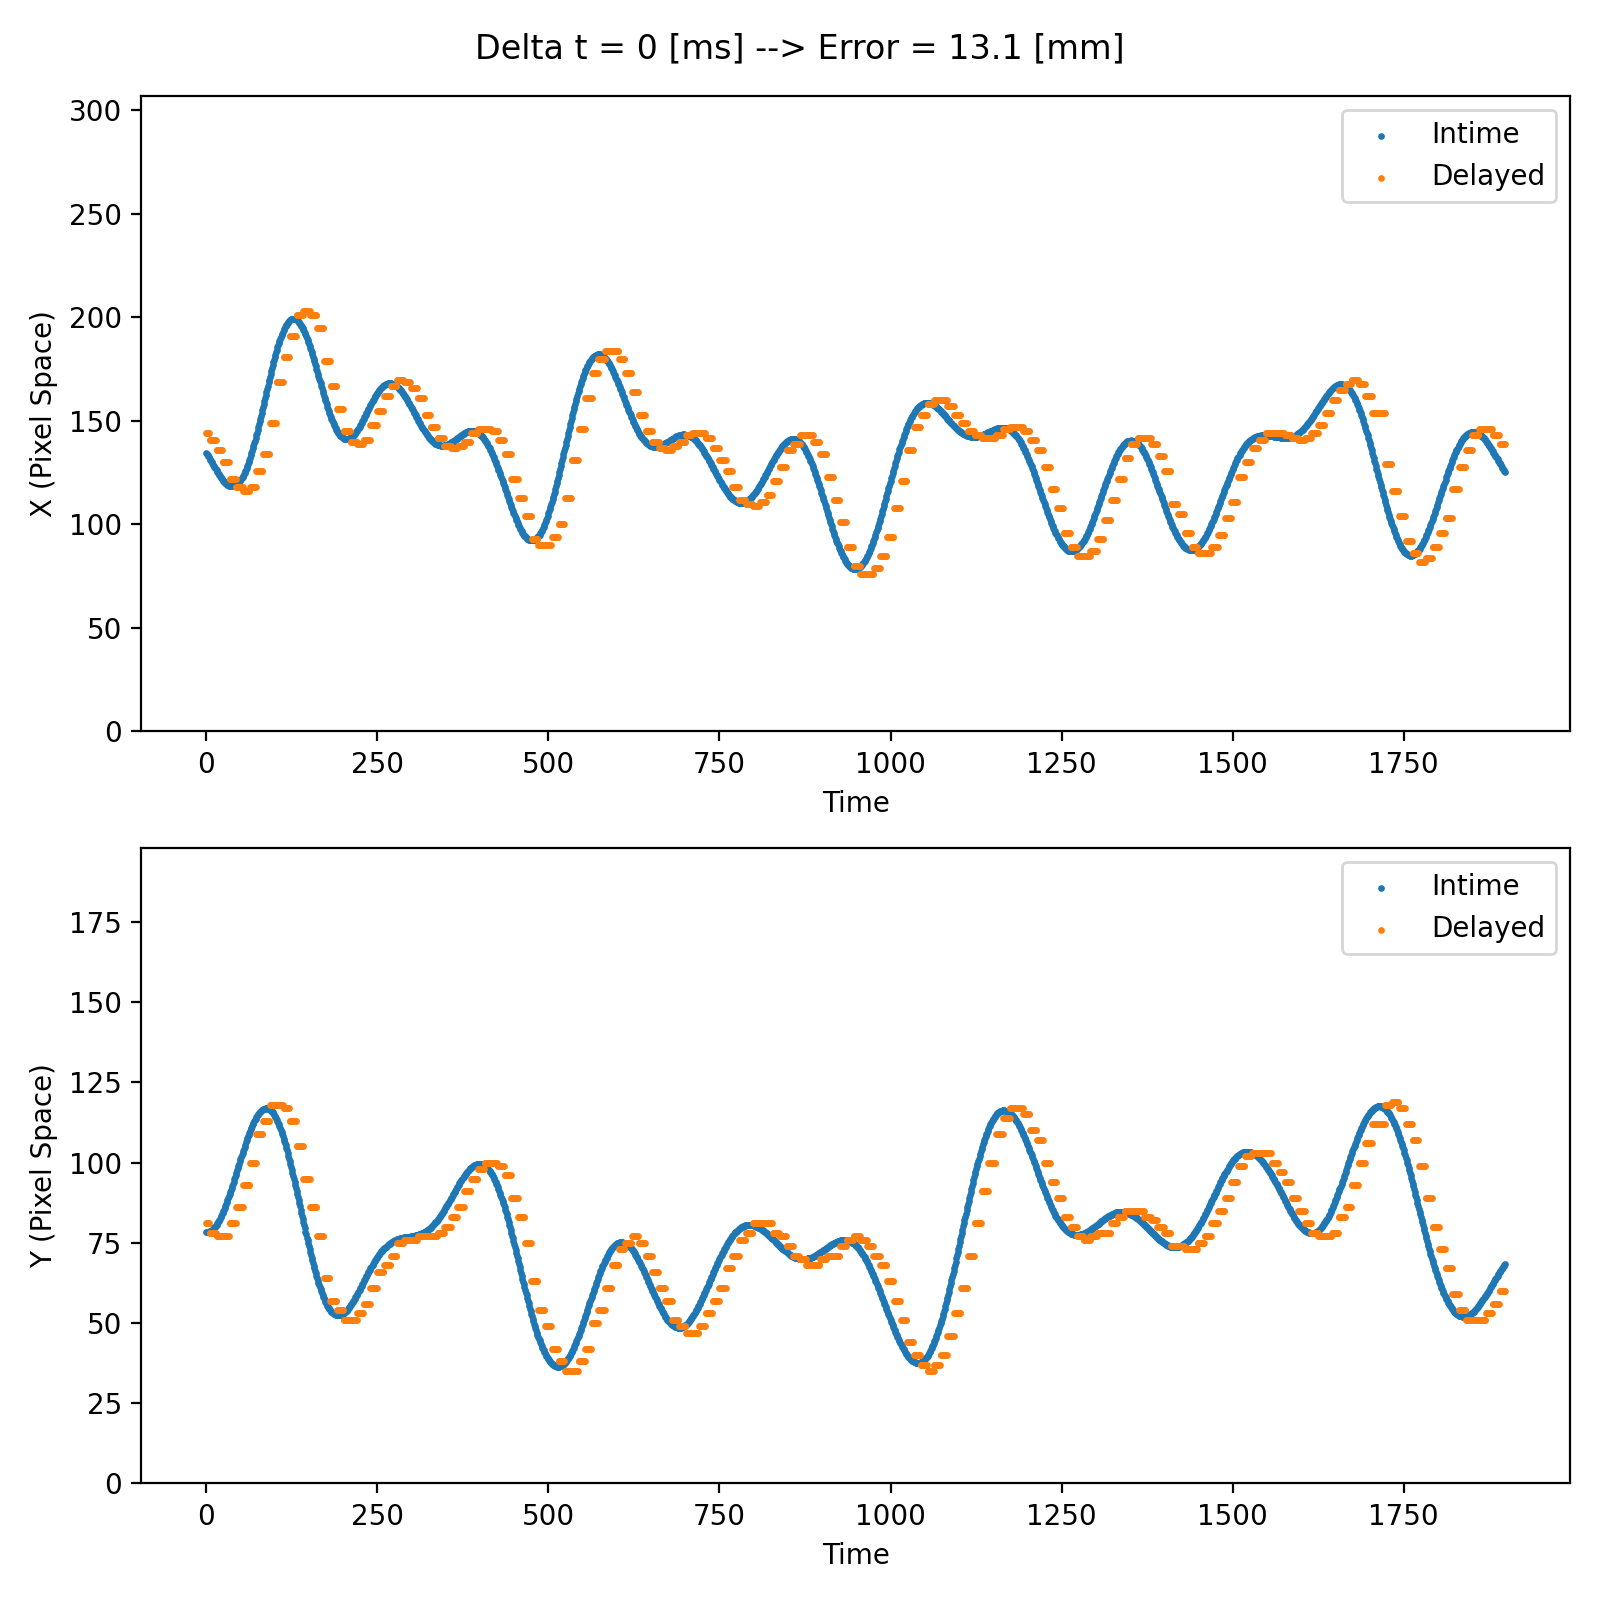 Delta t = 0 [ms] --> Error = 13.1 [mm]
300
250
200
150
100
50
0
X (Pixel Space)
Intime
Delayed
0 250 500 750 1000 1250 1500 1750
Time
175
150
125
100
75
50
25
0
Y (Pixel Space)
Intime
Delayed
0 250 500 750 1000 1250 1500 1750
Time